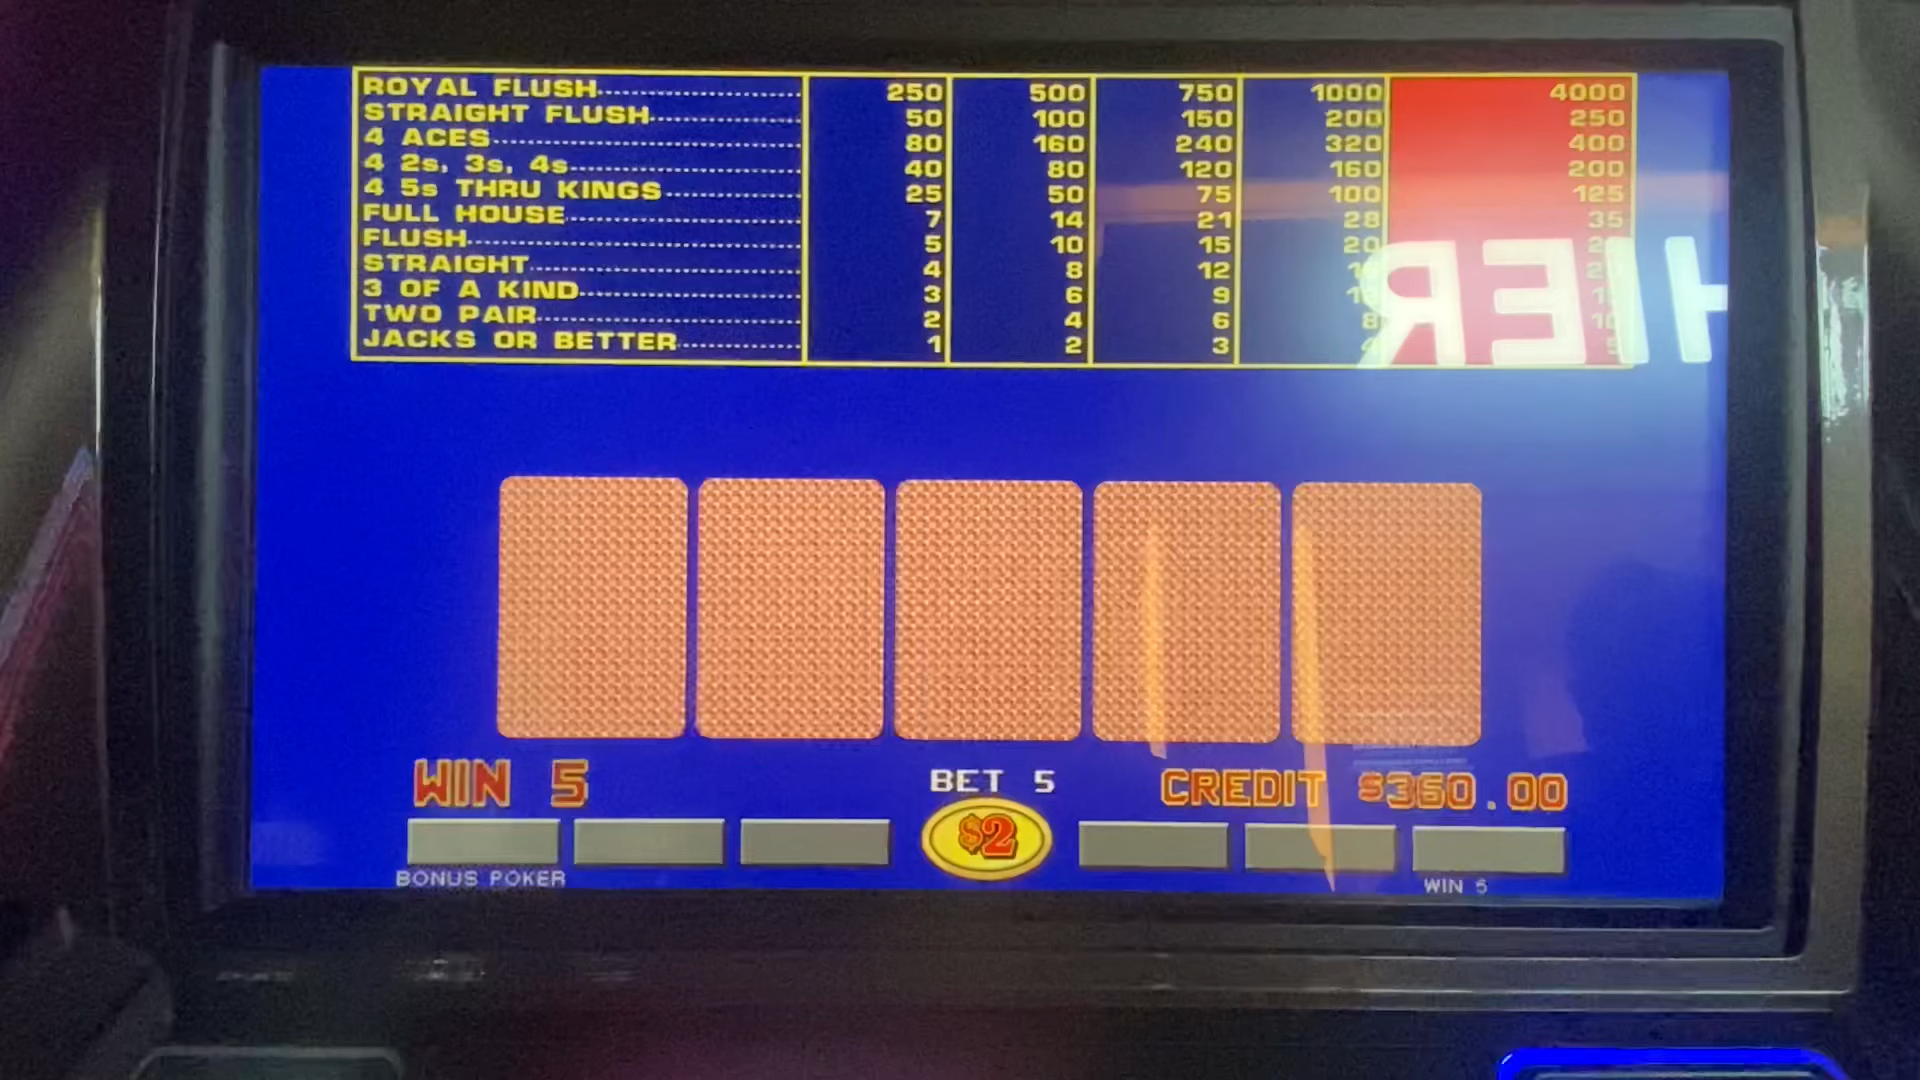 ROYAL FLUSH 250 500 750 1000 4000
STRAIGHT FLUSH 50 100 150 200 250
4 ACES 80 160 240 320 400
4 2s, 3s, 4s 40 80 120 160 200
4 5s THRU KINGS 25 50 75 100 125
FULL HOUSE 7 14 21 28 35
FLUSH 5 10 15 20
STRAIGHT 4 8 12
3 OF A KIND 3 6 9
TWO PAIR 2 4 6 8
JACKS OR BETTER 1 2 3
HIER
WIN 5 BET 5 CREDIT $360.00
$2
BONUS POKER WIN 5